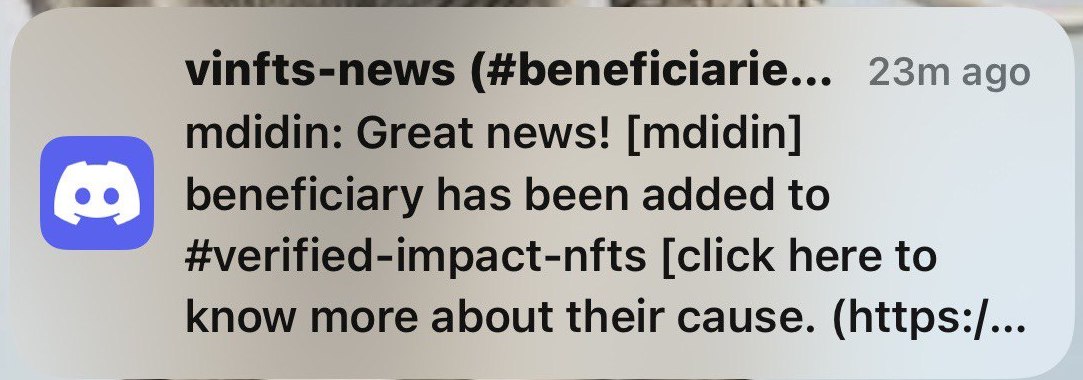 vinfts-news (#beneficiarie... 23m ago
mdidin: Great news! [mdidin]
beneficiary has been added to
#verified-impact-nfts [click here to
know more about their cause. (https:/...